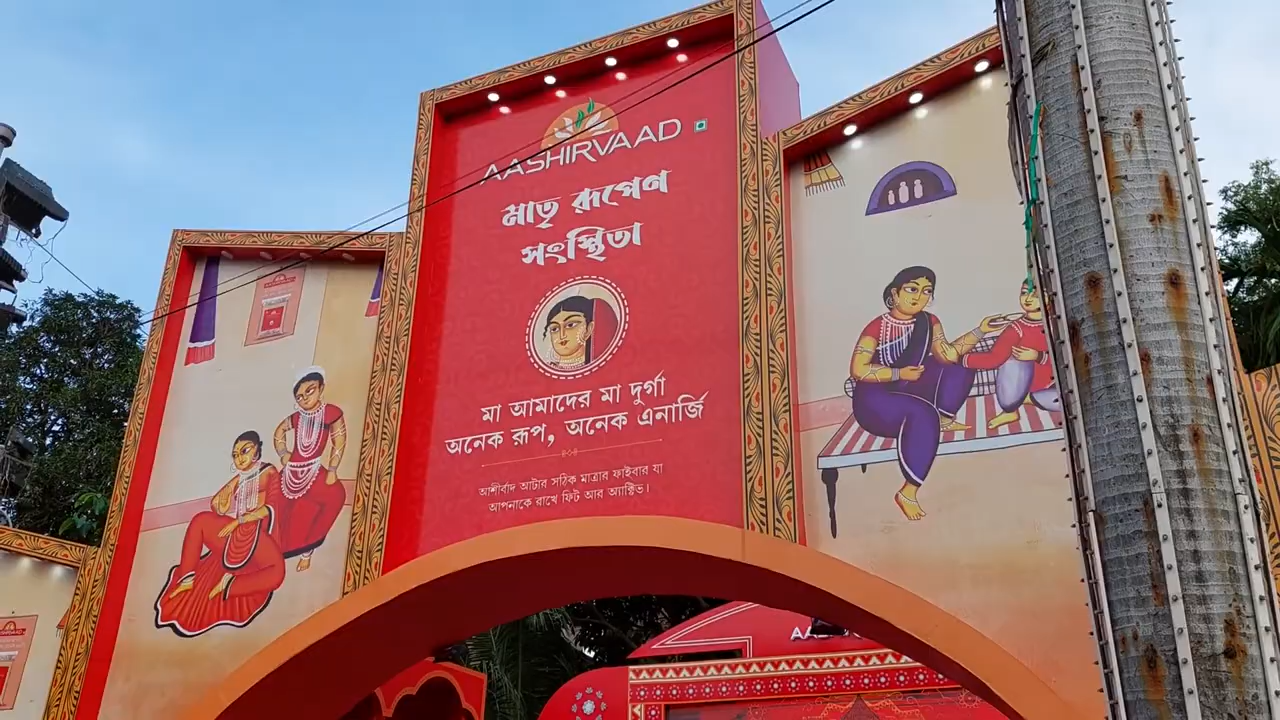 AASHIRVAAD
মাতৃ রূপেণ
সংস্থিতা
মা আমাদের মা দুর্গা
অনেক রূপ, অনেক এনার্জি
আশীর্বাদ আটার সঠিক মাত্রার ফাইবার যা
আপনাকে রাখে ফিট আর অ্যাক্টিভ।